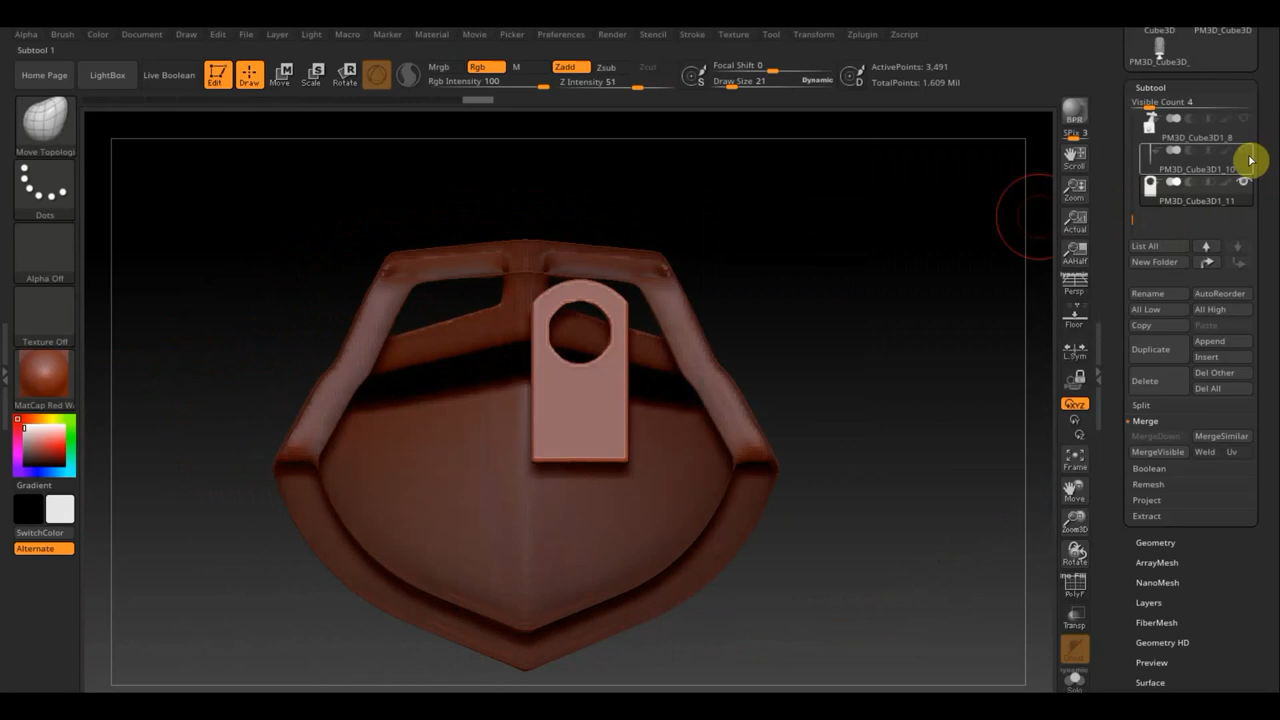 Alpha Brush Color Document Draw Edit File Layer Light Macro Marker Material Movie Picker Preferences Render Stencil Stroke Texture Tool Transform Zplugin Zscript
Subtool 1
Home Page
LightBox
Live Boolean
Edit
Draw
Move
Scale
Rotate
Mrgb
Rgb
M
Rgb Intensity 100
Zadd
Zsub
Zcut
Z Intensity 51
S
Focal Shift 0
Draw Size 21
Dynamic
D
ActivePoints: 3,491
TotalPoints: 1.609 Mil
Move Topologi
Dots
Alpha Off
Texture Off
MatCap Red W
Gradient
SwitchColor
Alternate
BPR
SPix 3
Scroll
Zoom
Actual
AAHalf
Dynamic
Persp
Floor
L.Sym
XYZ
Y
Z
Frame
Move
Zoom3D
Rotate
Line Fill
PolyF
Transp
Ghost
Dynamic
Solo
Cube3D PM3D_Cube3D
PM3D_Cube3D_
Subtool
Visible Count 4
PM3D_Cube3D1_8
PM3D_Cube3D1_10
PM3D_Cube3D1_11
List All
New Folder
Rename AutoReorder
All Low All High
Copy Paste
Duplicate
Append
Insert
Delete
Del Other
Del All
Split
Merge
MergeDown MergeSimilar
MergeVisible Weld Uv
Boolean
Remesh
Project
Extract
Geometry
ArrayMesh
NanoMesh
Layers
FiberMesh
Geometry HD
Preview
Surface